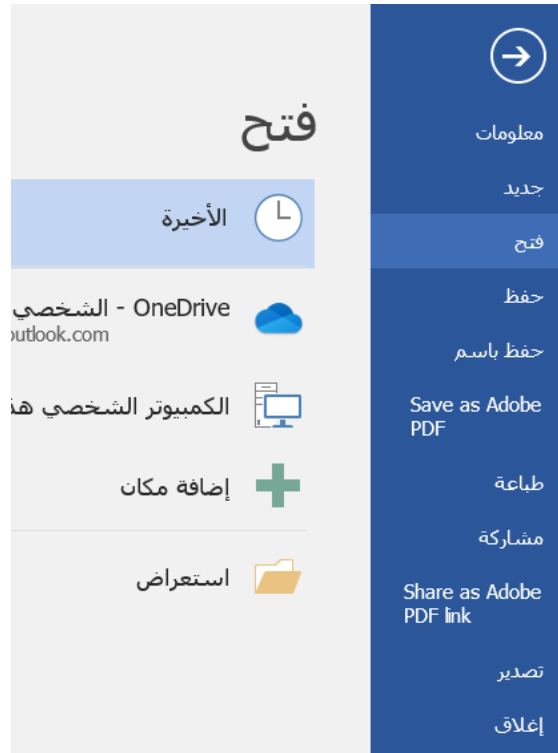 معلومات
جديد
فتح
حفظ
حفظ باسم
Save as Adobe
PDF
طباعة
مشاركة
Share as Adobe
PDF link
تصدير
إغلاق
فتح
الأخيرة
OneDrive - الشخصي
outlook.com
الكمبيوتر الشخصي
إضافة مكان
استعراض